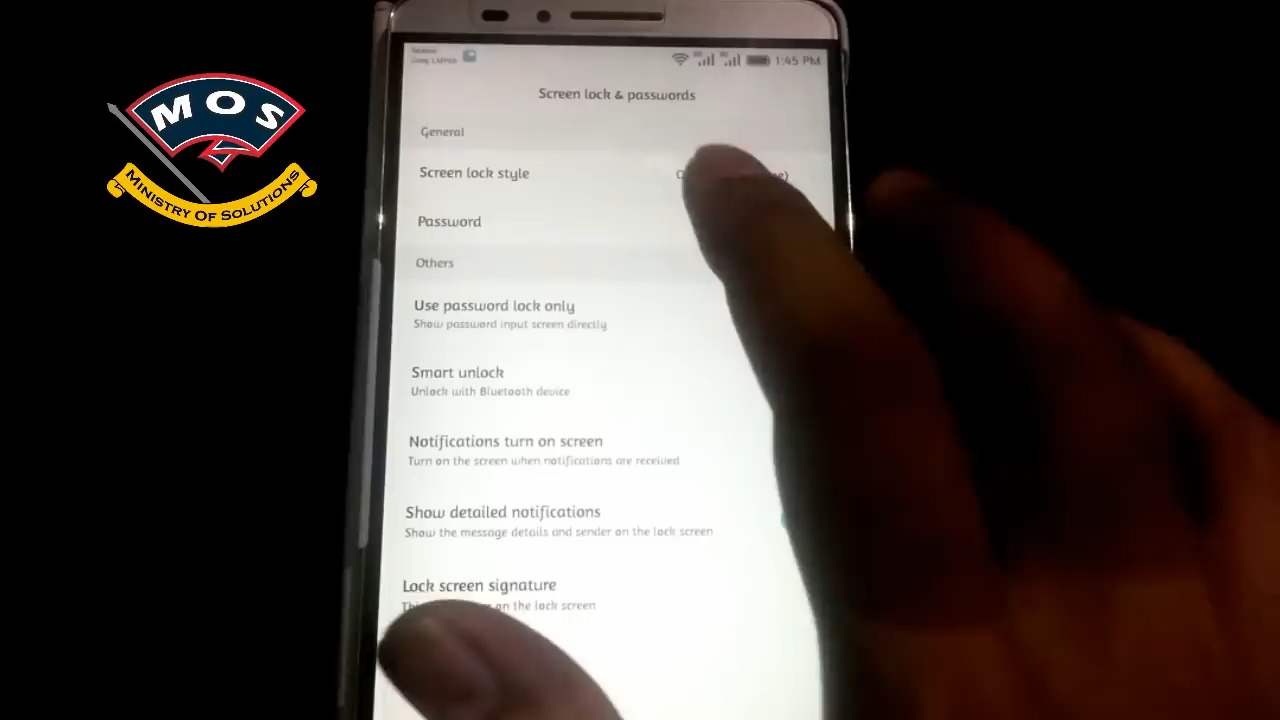 MOS
MINISTRY OF SOLUTIONS
1:45 PM
Screen lock & passwords
General
Screen lock style
Password
Others
Use password lock only
Show password input screen directly
Smart unlock
Unlock with Bluetooth device
Notifications turn on screen
Turn on the screen when notifications are received
Show detailed notifications
Show the message details and sender on the lock screen
Lock screen signature
on the lock screen